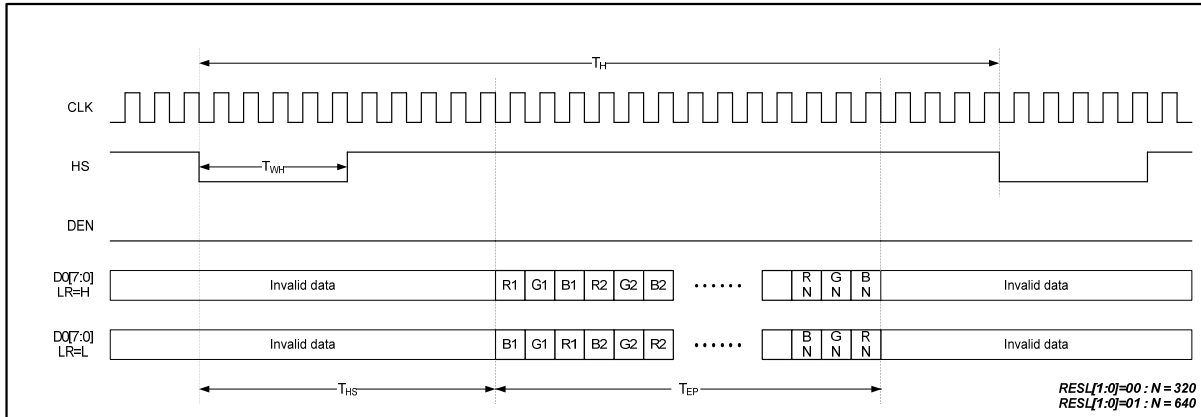 TH
CLK
HS
TWH
DEN
D0[7:0]
LR=H
Invalid data
R1 G1 B1 R2 G2 B2 ...... R N G N B N
Invalid data
D0[7:0]
LR=L
Invalid data
B1 G1 R1 B2 G2 R2 ...... B N G N R N
Invalid data
THS
TEP
RESL[1:0]=00 : N = 320
RESL[1:0]=01 : N = 640